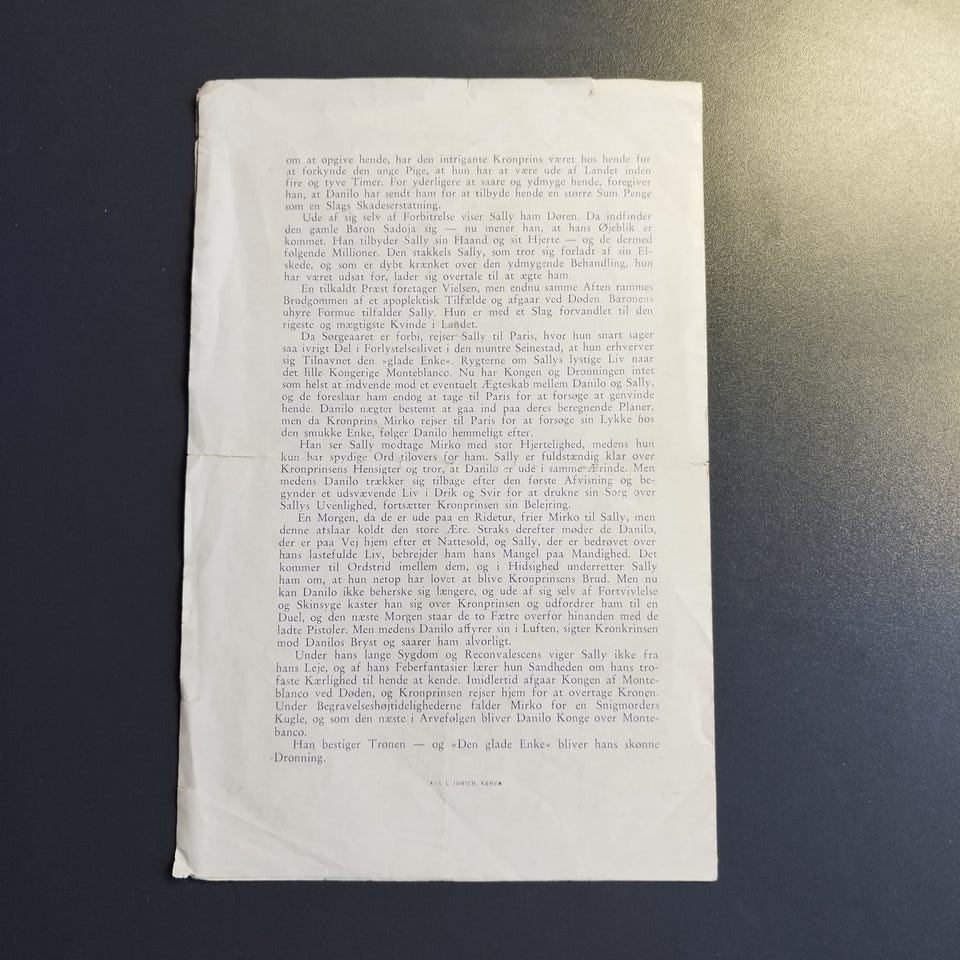 om at opgive hende, har den intrigante Kronprins været hos hende for
at forkynde den unge Pige, at hun har at være ude af Landet inden
fire og tyve Timer. For yderligere at saare og ydmyge hende, foregiver
han, at Danilo har sendt ham for at tilbyde hende en større Sum Penge
som en Slags Skadeserstatning.
Ude af sig selv af Forbitrelse viser Sally ham Døren. Da indfinder
den gamle Baron Sadoja sig — nu mener han, at hans Øjeblik er
kommet. Han tilbyder Sally sin Haand og sit Hjerte — og de dermed
følgende Millioner. Den stakkels Sally, som tror sig forladt af sin El-
skede, og som er dybt krænket over den ydmygende Behandling, hun
har været udsat for, lader sig overtale til at ægte ham.
En tilkaldt Præst foretager Vielsen, men endnu samme Aften rammes
Brudgommen af et apoplektisk Tilfælde og afgaar ved Døden. Baronens
uhyre Formue tilfalder Sally. Hun er med et Slag forvandlet til den
rigeste og mægtigste Kvinde i Landet.
Da Sørgeaaret er forbi, rejser Sally til Paris, hvor hun snart tager
saa ivrigt Del i Forlystelseslivet i den muntre Seinestad, at hun erhverver
sig Tilnavnet den »glade Enke«. Rygterne om Sallys lystige Liv naar
det lille Kongerige Monteblanco. Nu har Kongen og Dronningen intet
som helst at indvende mod et eventuelt Ægteskab mellem Danilo og Sally,
og de foreslaar ham endog at tage til Paris for at forsøge at genvinde
hende. Danilo nægter bestemt at gaa ind paa deres beregnende Planer,
men da Kronprins Mirko rejser til Paris for at forsøge sin Lykke hos
den smukke Enke, følger Danilo hemmeligt efter.
Han ser Sally modtage Mirko med stor Hjertelighed, medens hun
kun har spydige Ord tilovers for ham. Sally er fuldstændig klar over
Kronprinsens Hensigter og tror, at Danilo er ude i samme Ærinde. Men
medens Danilo trækker sig tilbage efter den første Afvisning og be-
gynder et udsvævende Liv i Drik og Svir for at drukne sin Sorg over
Sallys Uvenlighed, fortsætter Kronprinsen sin Belejring.
En Morgen, da de er ude paa en Ridetur, frier Mirko til Sally, men
denne afslaar koldt den store Ære. Straks derefter møder de Danilo,
der er paa Vej hjem efter et Nattesold, og Sally, der er bedrøvet over
hans lastefulde Liv, bebrejder ham hans Mangel paa Mandighed. Det
kommer til Ordstrid imellem dem, og i Hidsighed underretter Sally
ham om, at hun netop har lovet at blive Kronprinsens Brud. Men nu
kan Danilo ikke beherske sig længere, og ude af sig selv af Fortvivlelse
og Skinsyge kaster han sig over Kronprinsen og udfordrer ham til en
Duel, og den næste Morgen staar de to Fætre overfor hinanden med de
ladte Pistoler. Men medens Danilo affyrer sin i Luften, sigter Kronkrinsen
mod Danilos Bryst og saarer ham alvorligt.
Under hans lange Sygdom og Reconvalescens viger Sally ikke fra
hans Leje, og af hans Feberfantasier lærer hun Sandheden om hans tro-
faste Kærlighed til hende at kende. Imidlertid afgaar Kongen af Monte-
blanco ved Døden, og Kronprinsen rejser hjem for at overtage Kronen.
Under Begravelseshøjtidelighederne falder Mirko for en Snigmorders
Kugle, og som den næste i Arvefølgen bliver Danilo Konge over Monte-
banco.
Han bestiger Tronen — og »Den glade Enke« bliver hans skønne
Dronning.
A/S L. IHRICH, KBHVN